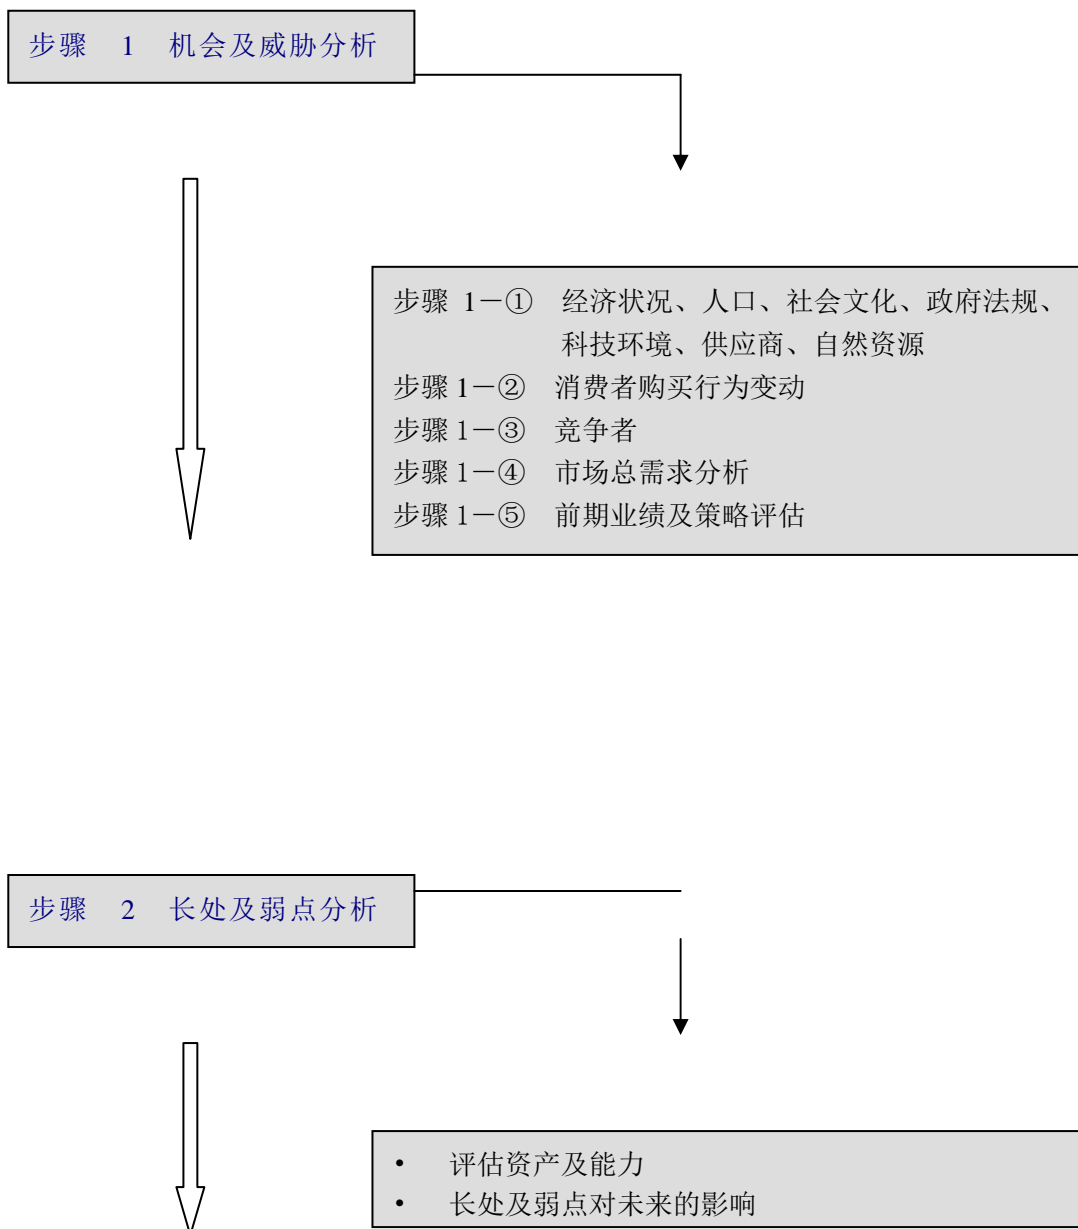 步骤 1 机会及威胁分析
步骤 1－① 经济状况、人口、社会文化、政府法规、
科技环境、供应商、自然资源
步骤 1－② 消费者购买行为变动
步骤 1－③ 竞争者
步骤 1－④ 市场总需求分析
步骤 1－⑤ 前期业绩及策略评估
步骤 2 长处及弱点分析
• 评估资产及能力
• 长处及弱点对未来的影响